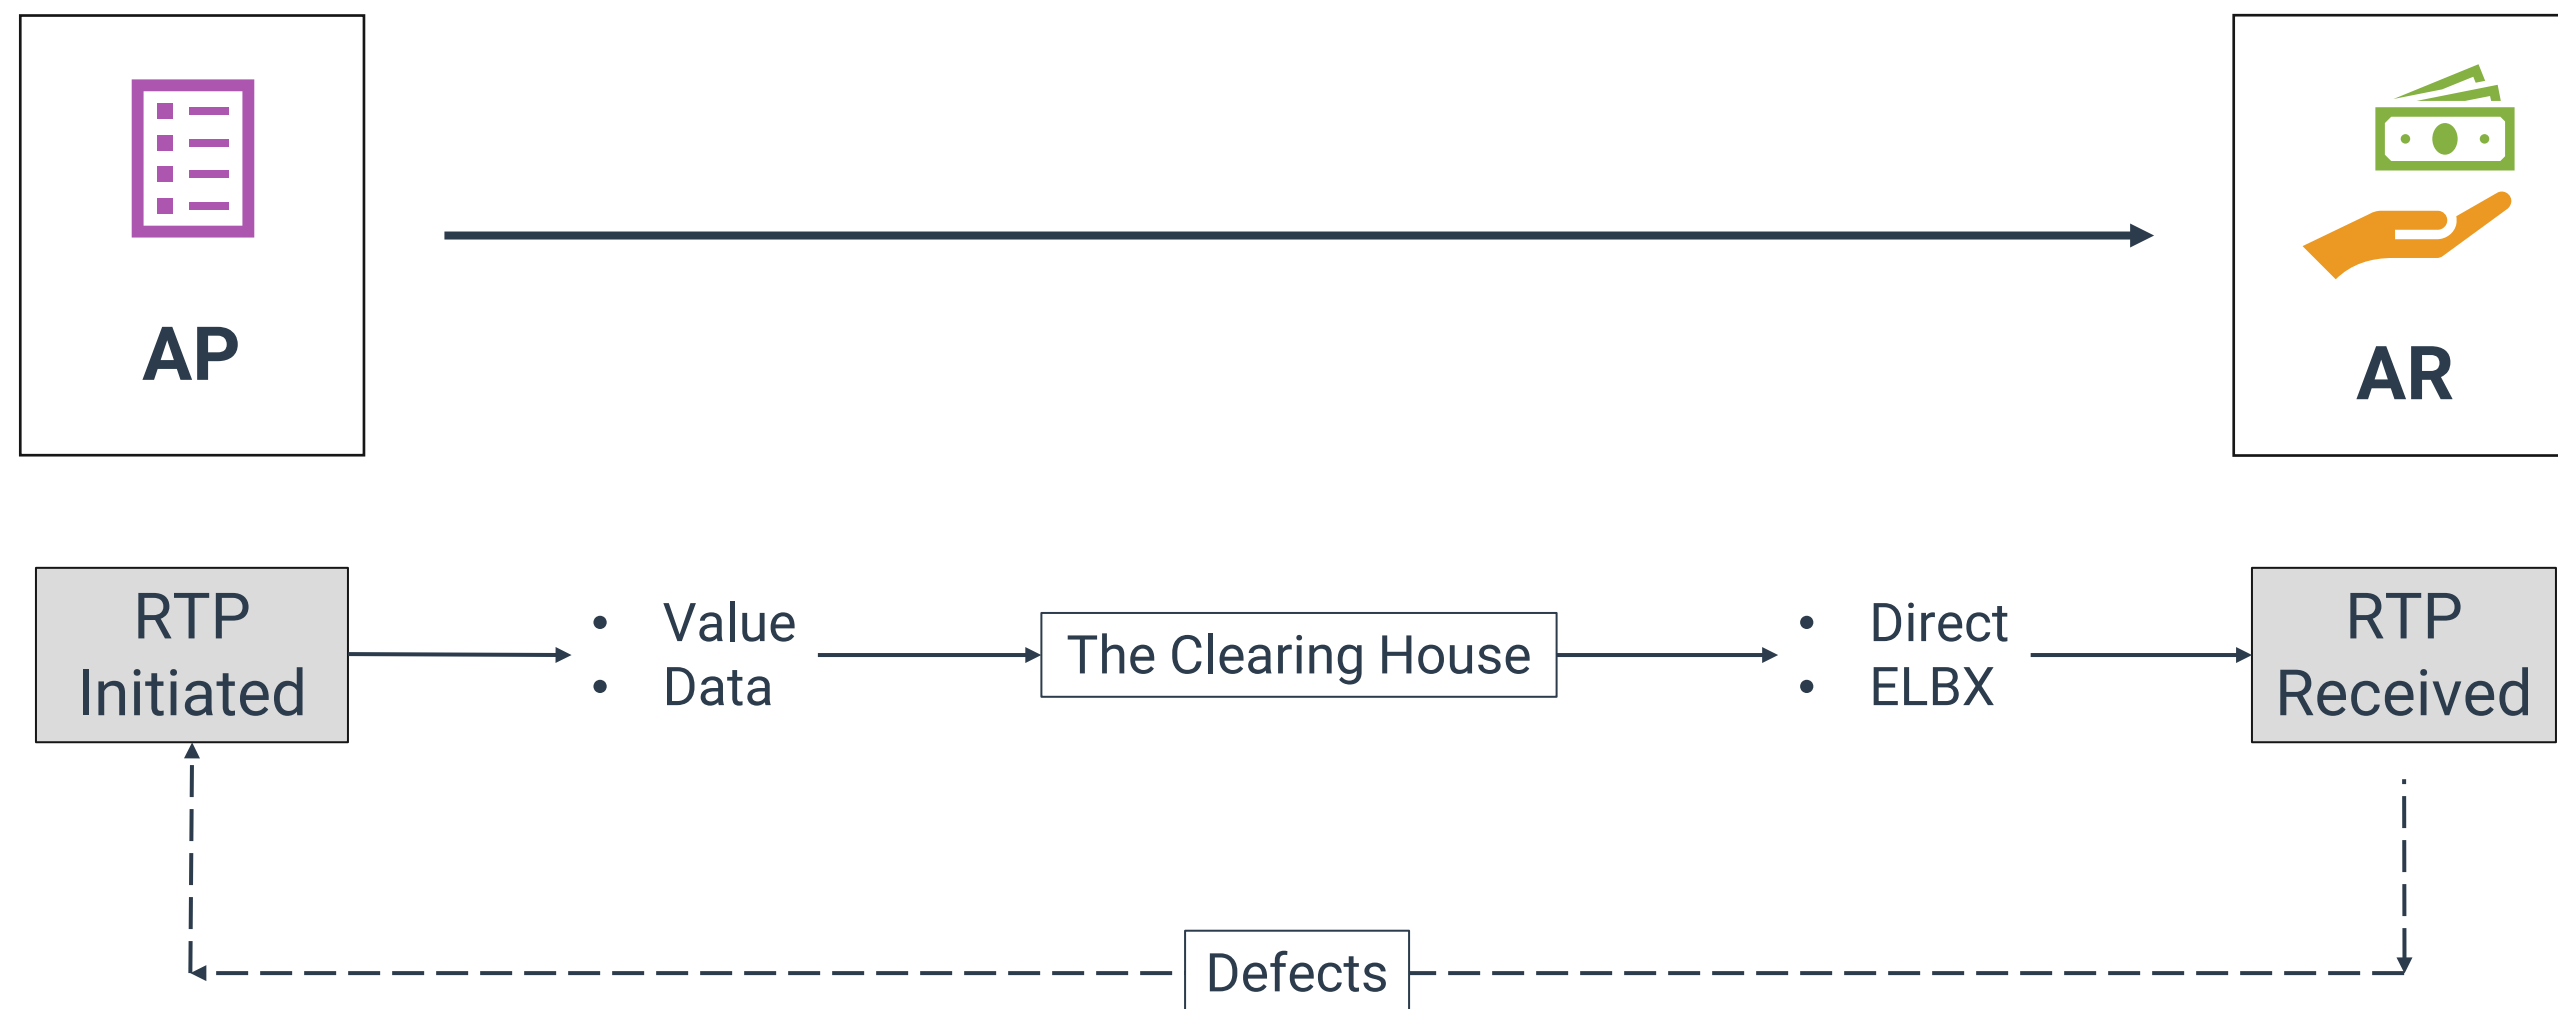 AP
AR
RTP
Initiated
• Value
• Data
The Clearing House
• Direct
• ELBX
RTP
Received
Defects